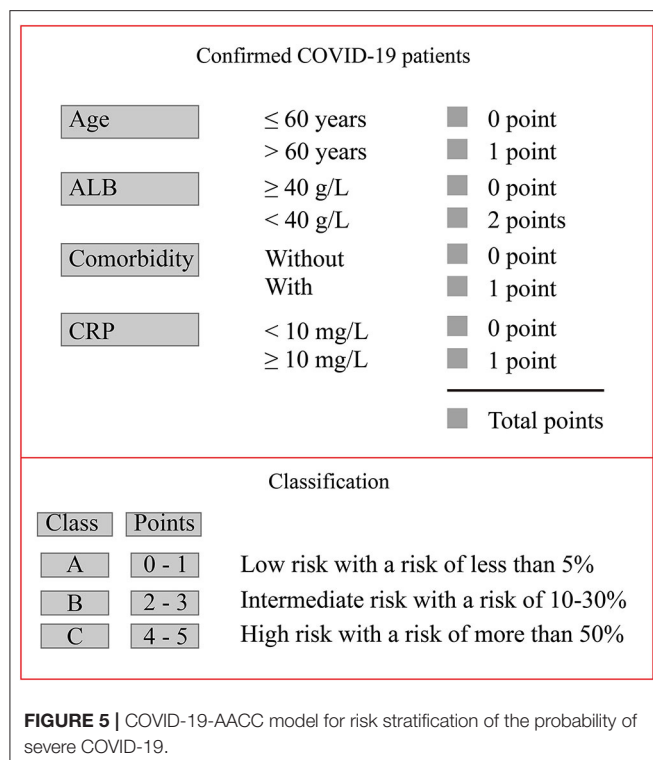 Confirmed COVID-19 patients
Age ≤ 60 years 0 point
> 60 years 1 point
ALB ≥ 40 g/L 0 point
< 40 g/L 2 points
Comorbidity Without 0 point
With 1 point
CRP < 10 mg/L 0 point
≥ 10 mg/L 1 point
Total points
Classification
Class Points
A 0 - 1 Low risk with a risk of less than 5%
B 2 - 3 Intermediate risk with a risk of 10-30%
C 4 - 5 High risk with a risk of more than 50%
FIGURE 5 | COVID-19-AACC model for risk stratification of the probability of
severe COVID-19.